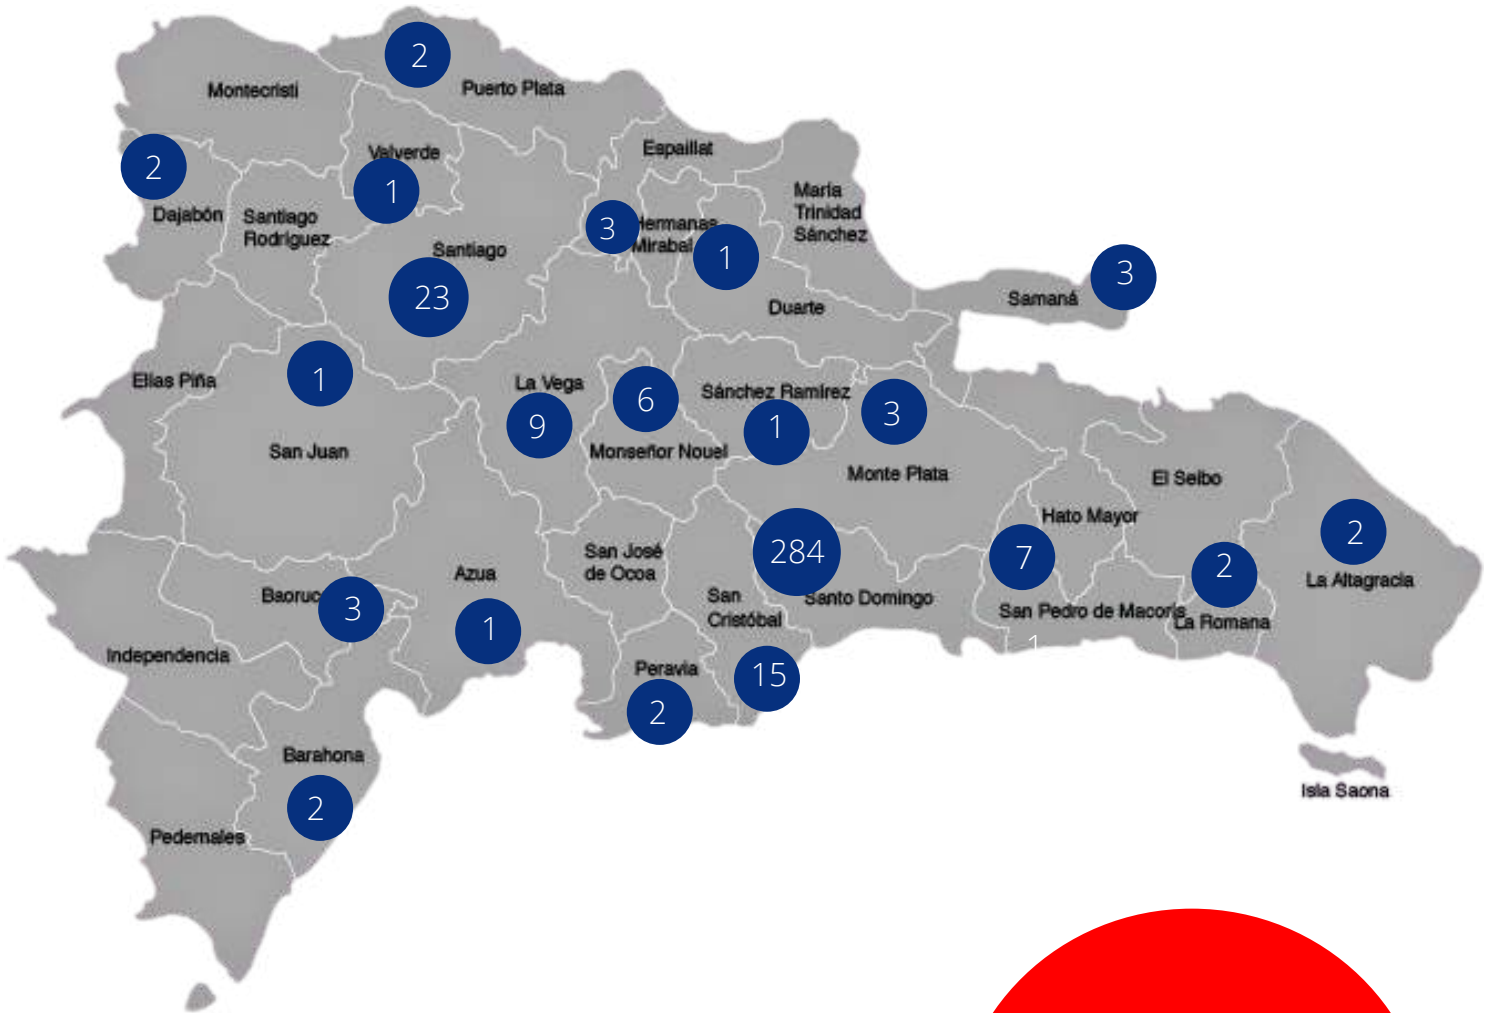 2
Montecristi
Puerto Plata
Valverde
Espaillat
2
1
María
Trinidad
Sánchez
Dajabón
Santiago
Rodríguez
3
Hermanas
Mirabal
Santiago
1
3
23
Samaná
Duarte
Elías Piña
1
La Vega
6
Sánchez Ramírez
3
9
1
San Juan
Monseñor Nouel
Monte Plata
El Seibo
Hato Mayor
2
284
7
San José
de Ocoa
Azua
2
La Altagracia
Baoruc
3
San
Cristóbal
Santo Domingo
San Pedro de Macorís
La Romana
1
1
Independencia
Peravia
15
2
Barahona
Isla Saona
2
Pedernales